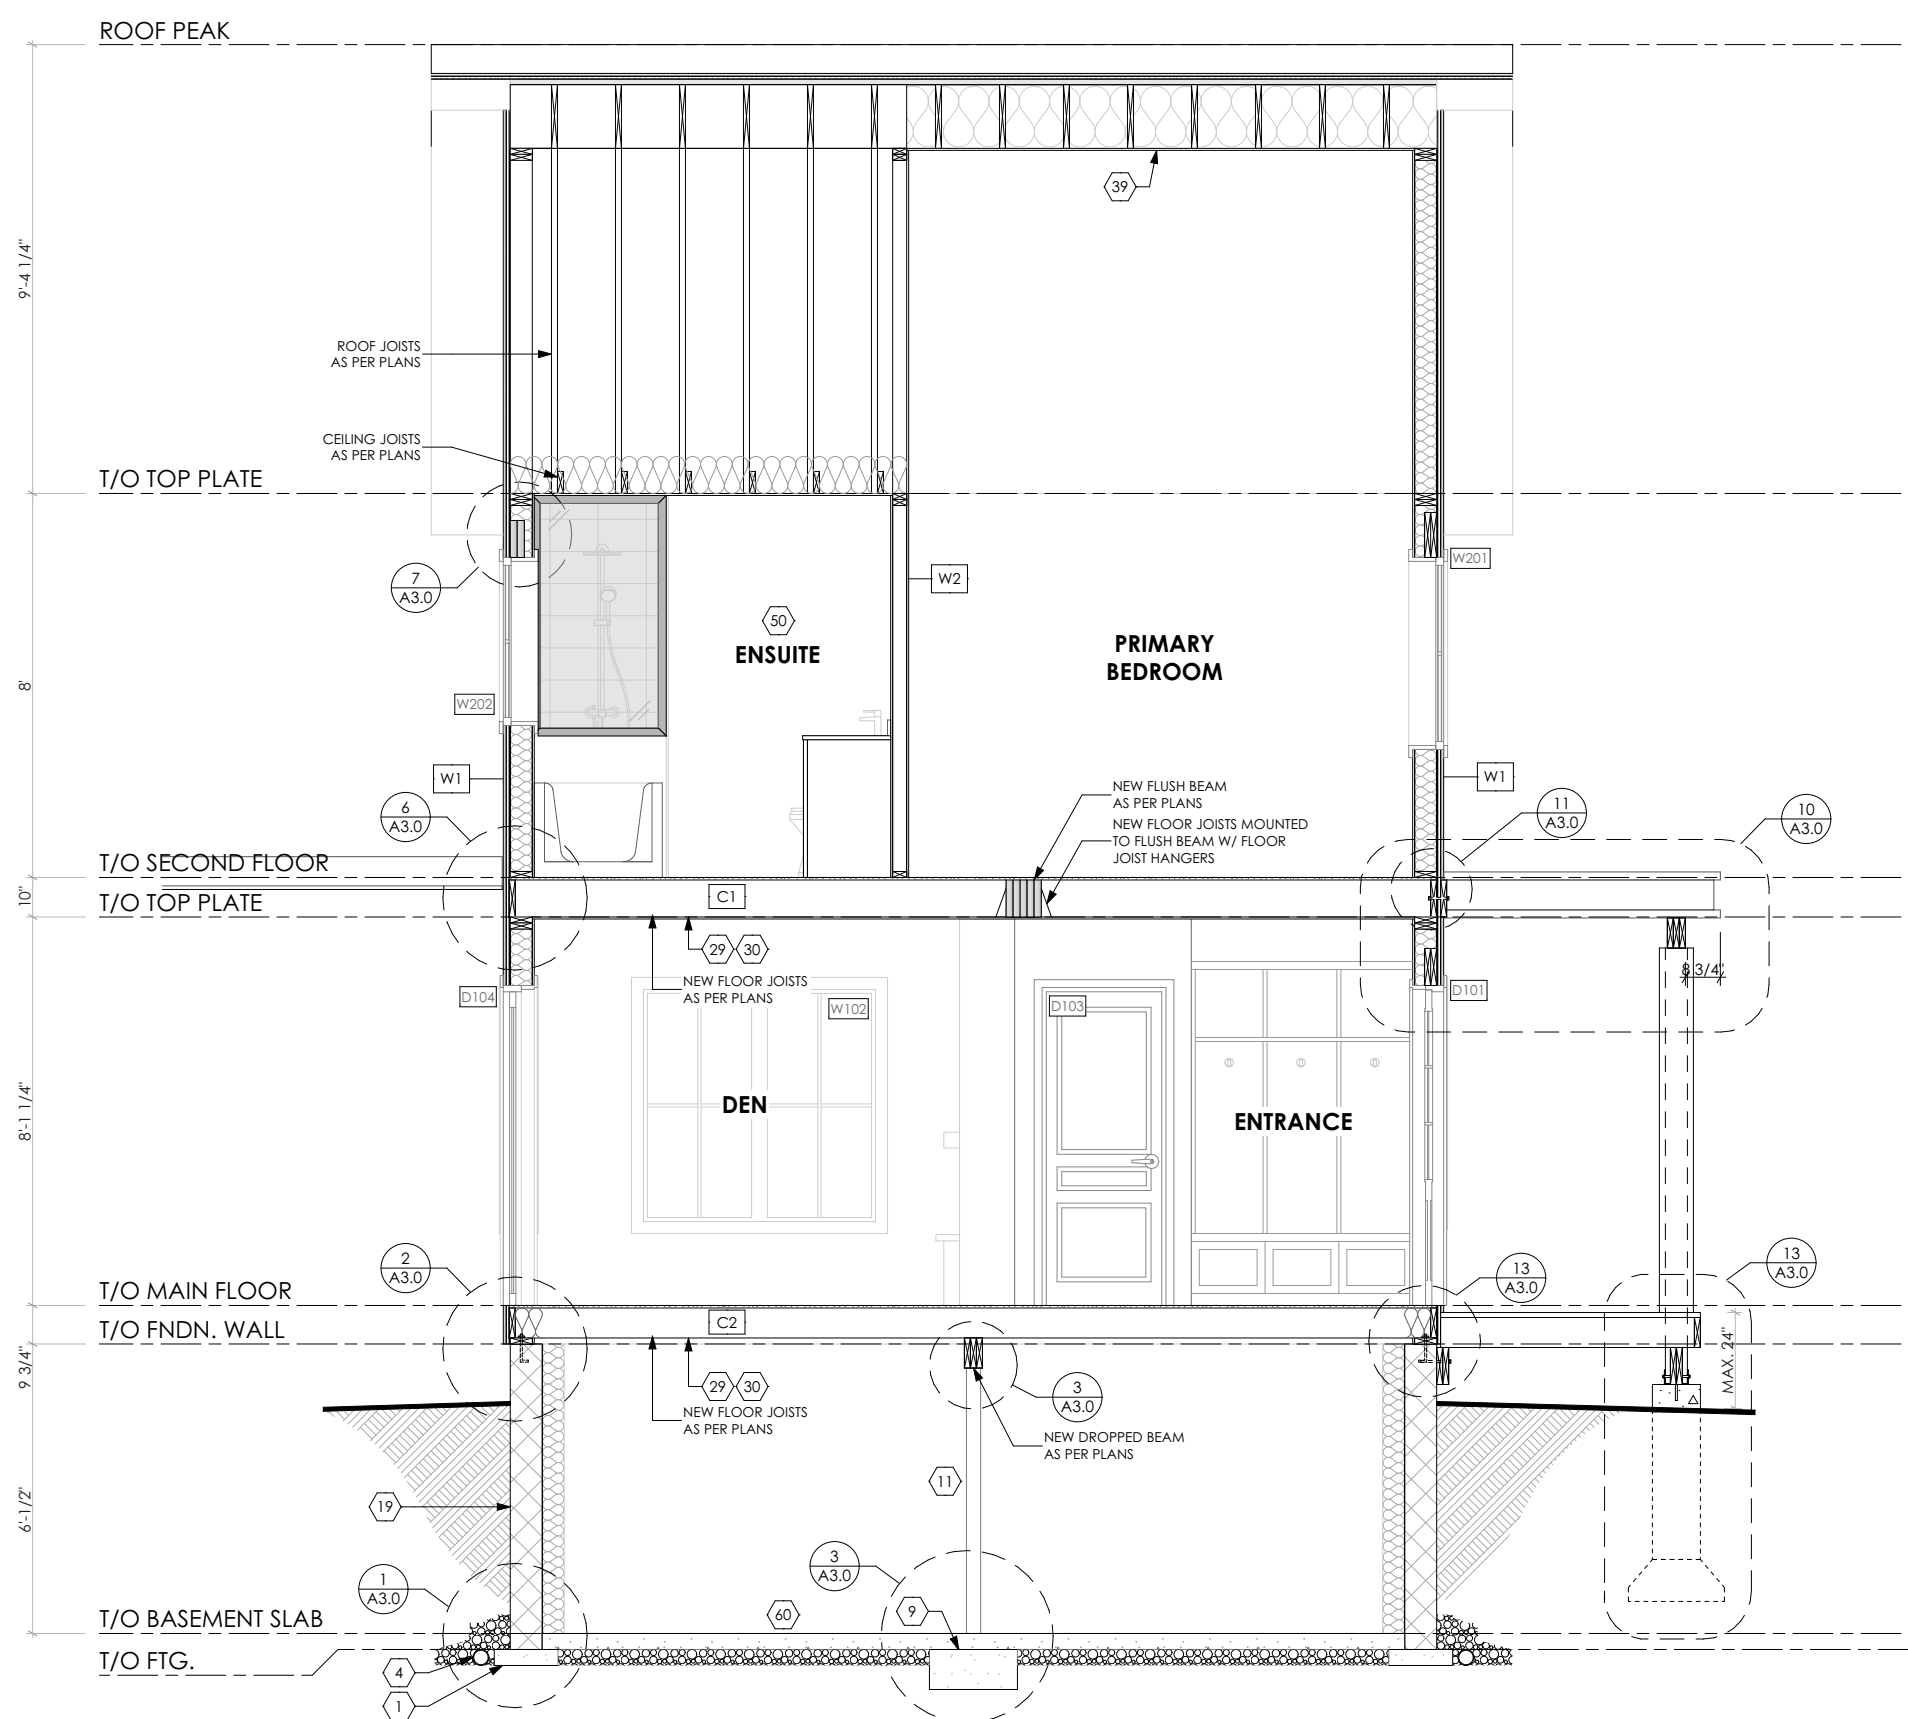 ROOF PEAK
39
9'-4 1/4"
ROOF JOISTS
AS PER PLANS
CEILING JOISTS
AS PER PLANS
T/O TOP PLATE
7
A3.0
W2
W201
50
ENSUITE
PRIMARY
BEDROOM
8'
W202
W1
W1
6
A3.0
NEW FLUSH BEAM
AS PER PLANS
NEW FLOOR JOISTS MOUNTED
TO FLUSH BEAM W/ FLOOR
JOIST HANGERS
11
A3.0
10
A3.0
T/O SECOND FLOOR
10"
C1
T/O TOP PLATE
29
30
NEW FLOOR JOISTS
AS PER PLANS
8 3/4"
D104
W102
D103
D101
8'-1 1/4"
DEN
ENTRANCE
2
A3.0
13
A3.0
13
A3.0
T/O MAIN FLOOR
C2
T/O FNDN. WALL
9 3/4"
MAX. 24"
29
30
NEW FLOOR JOISTS
AS PER PLANS
3
A3.0
NEW DROPPED BEAM
AS PER PLANS
11
19
6'-1/2"
3
A3.0
1
A3.0
60
9
T/O BASEMENT SLAB
T/O FTG.
4
1